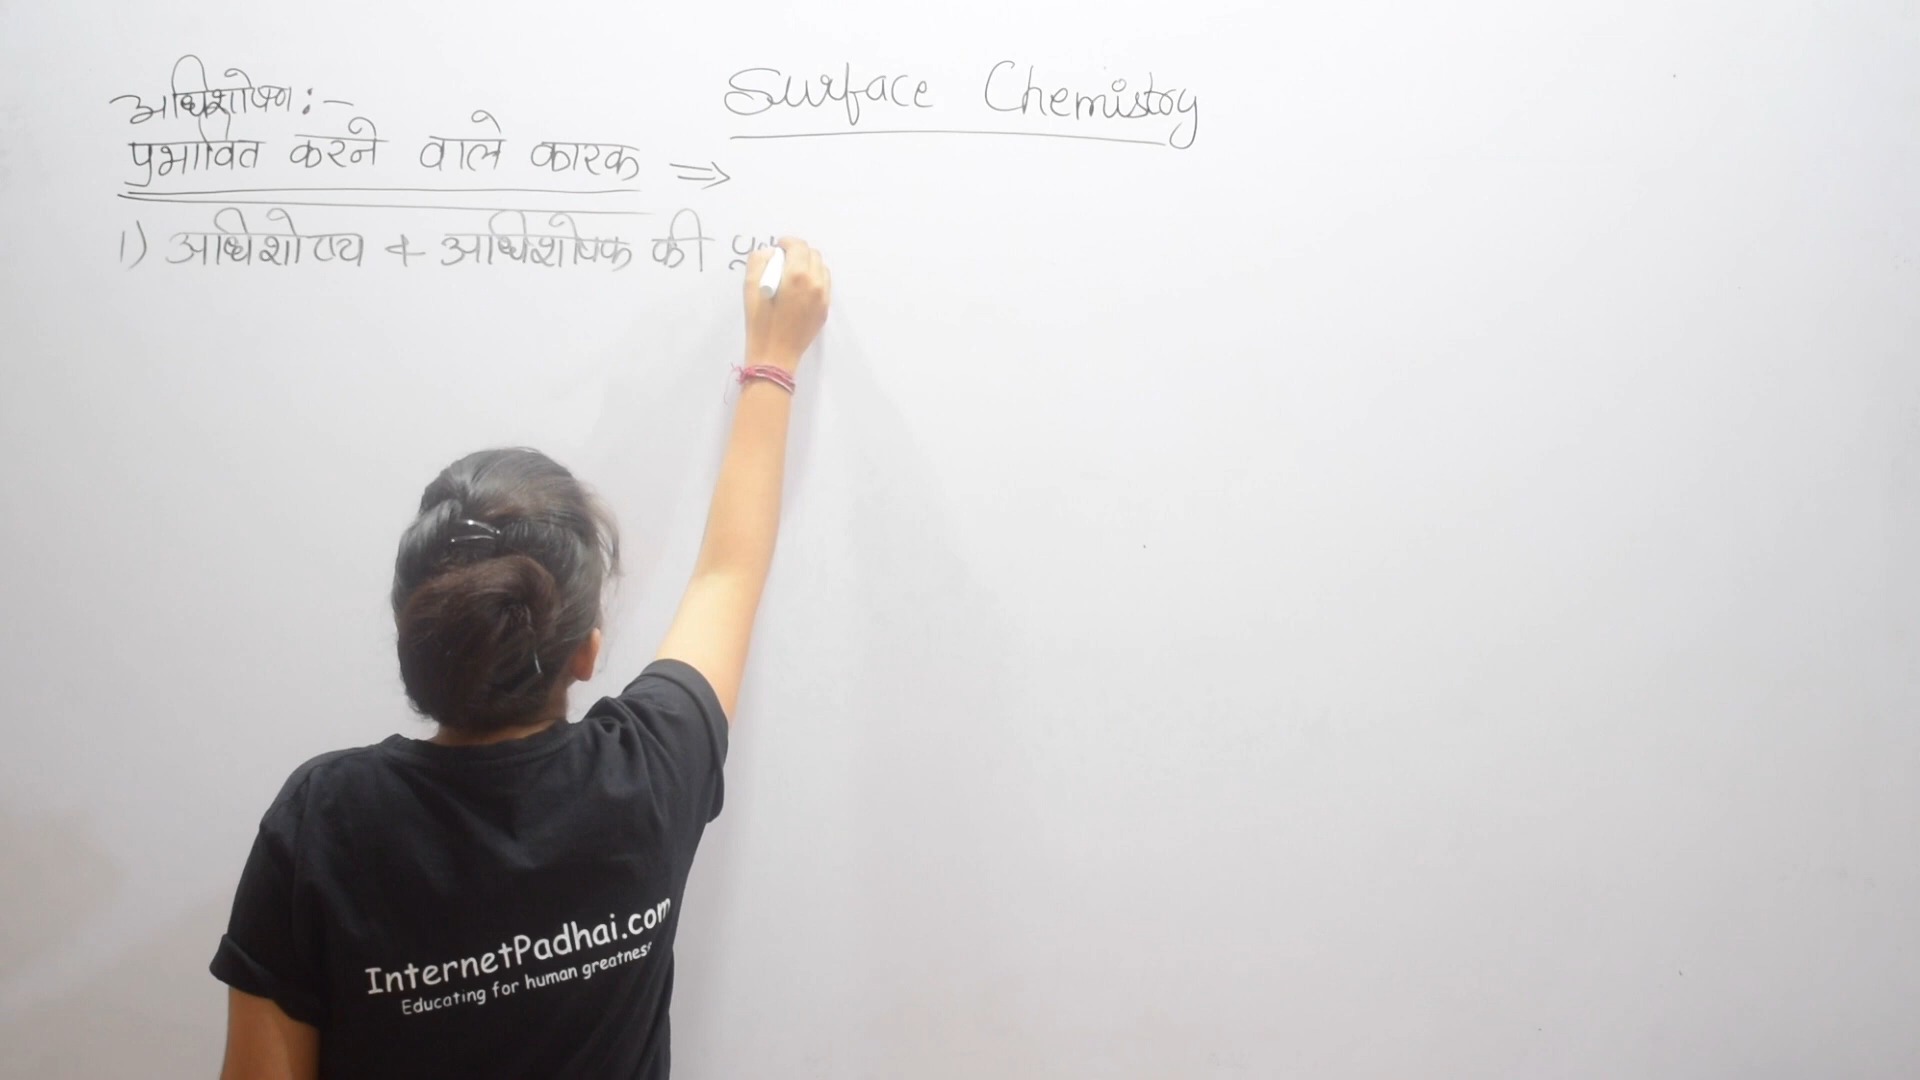 Surface Chemistry
अधिशोषण :-
प्रभावित करने वाले कारक ⇒
1) अधिशोष्य + अधिशोषक की
InternetPadhai.com
Educating for human greatness